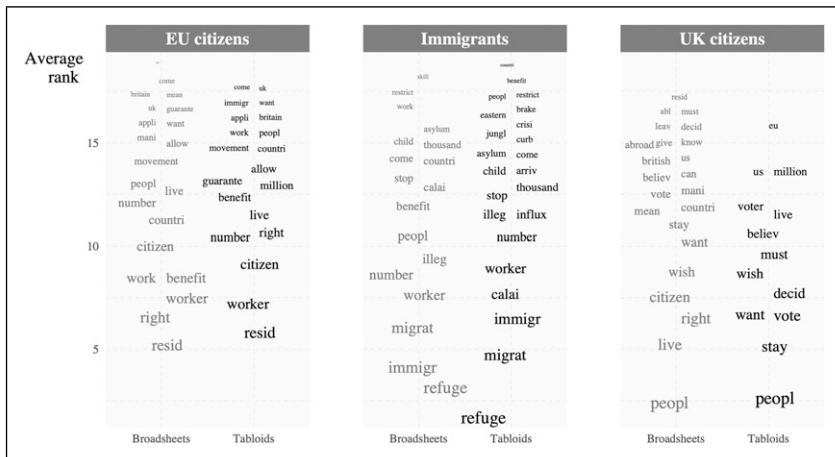 EU citizens
Immigrants
UK citizens
Average
rank
15
10
5
come
britain mean
uk guarante
appli want
mani
allow
movement
peopl
live
number
countri
citizen
work benefit
worker
right
resid
Broadsheets
come uk
immigr want
appli britain
work peopl
movement countri
allow
guarante
million
benefit
live
right
number
citizen
worker
resid
Tabloids
skill
restrict
work
asylum
child thousand
come countri
stop
calai
benefit
peopl
illeg
number
worker
migrat
immigr
refuge
Broadsheets
countri
benefit
peopl restrict
brake
eastern
crisi
jungl
curb
asylum come
child arriv
thousand
stop
illeg influx
number
worker
calai
immigr
migrat
refuge
Tabloids
resid
abl must
leav decid
abroad give know
british us
believ can
vote mani
mean countri
stay
want
wish
citizen
right
live
peopl
Broadsheets
eu
us million
voter
live
believ
must
wish
decid
want vote
stay
peopl
Tabloids